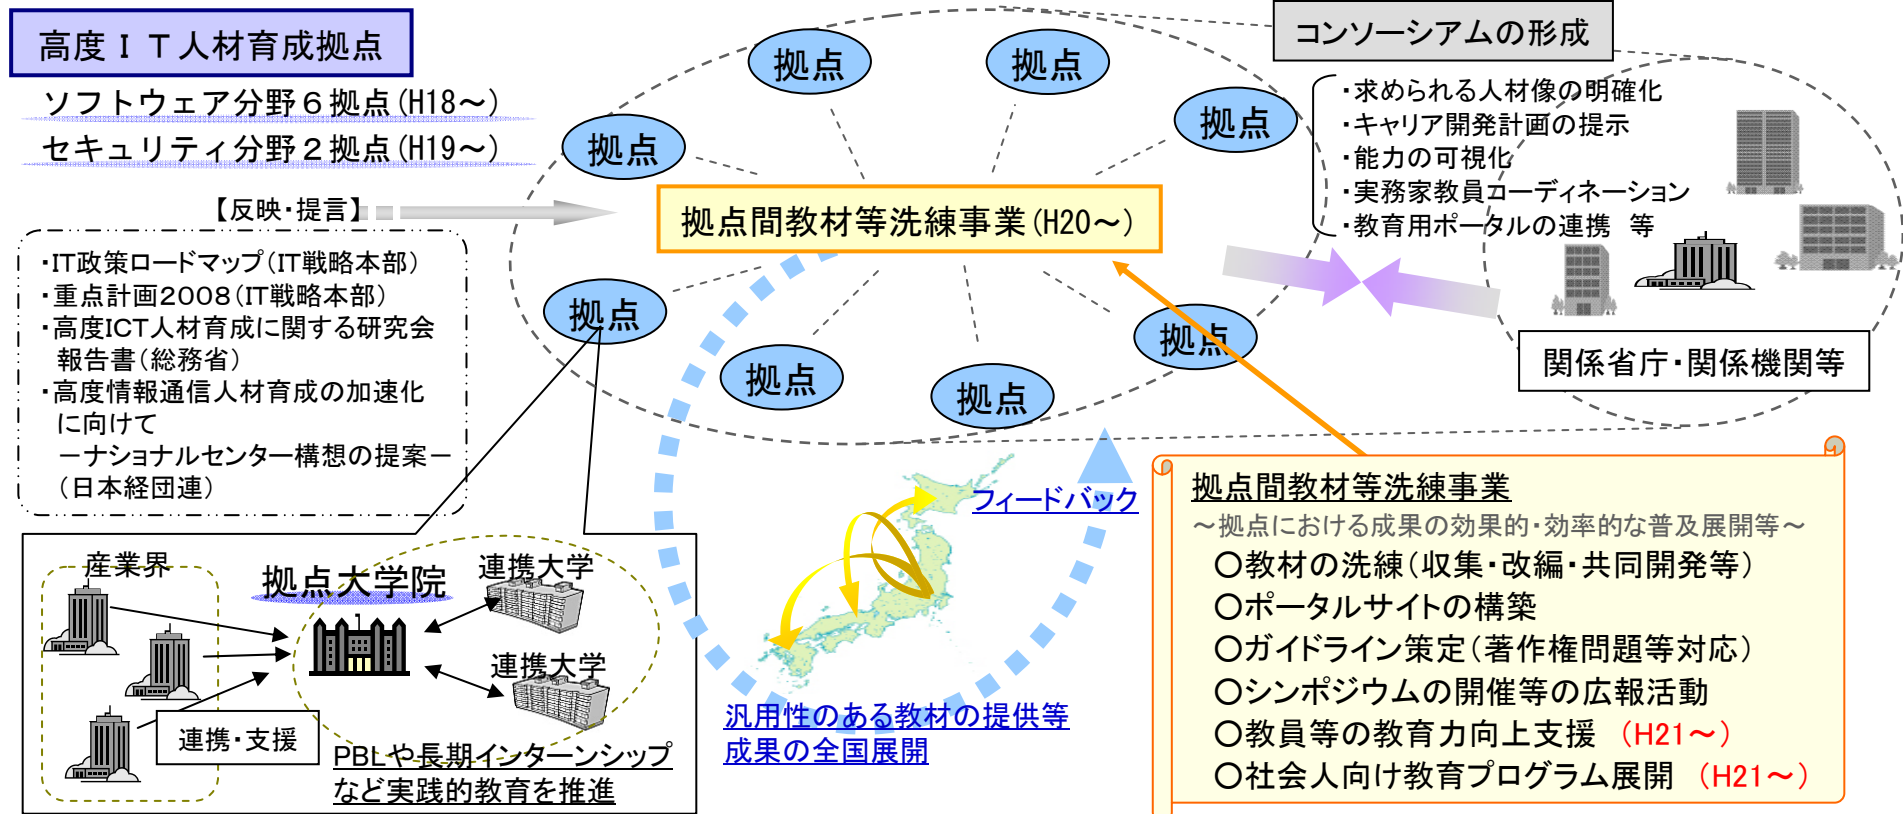 高度ＩＴ人材育成拠点
ソフトウェア分野６拠点(H18～)
セキュリティ分野２拠点(H19～)
【反映・提言】
・IT政策ロードマップ(IT戦略本部)
・重点計画2008(IT戦略本部)
・高度ICT人材育成に関する研究会
報告書(総務省)
・高度情報通信人材育成の加速化
に向けて
－ナショナルセンター構想の提案－
(日本経団連)
拠点
拠点
拠点
拠点
拠点間教材等洗練事業(H20～)
拠点
拠点
拠点
拠点
コンソーシアムの形成
・求められる人材像の明確化
・キャリア開発計画の提示
・能力の可視化
・実務家教員コーディネーション
・教育用ポータルの連携　等
関係省庁・関係機関等
産業界
拠点大学院
連携大学
連携大学
連携・支援
PBLや長期インターンシップ
など実践的教育を推進
フィードバック
汎用性のある教材の提供等
成果の全国展開
拠点間教材等洗練事業
～拠点における成果の効果的・効率的な普及展開等～
〇教材の洗練(収集・改編・共同開発等)
〇ポータルサイトの構築
〇ガイドライン策定(著作権問題等対応)
〇シンポジウムの開催等の広報活動
〇教員等の教育力向上支援 (H21～)
〇社会人向け教育プログラム展開 (H21～)